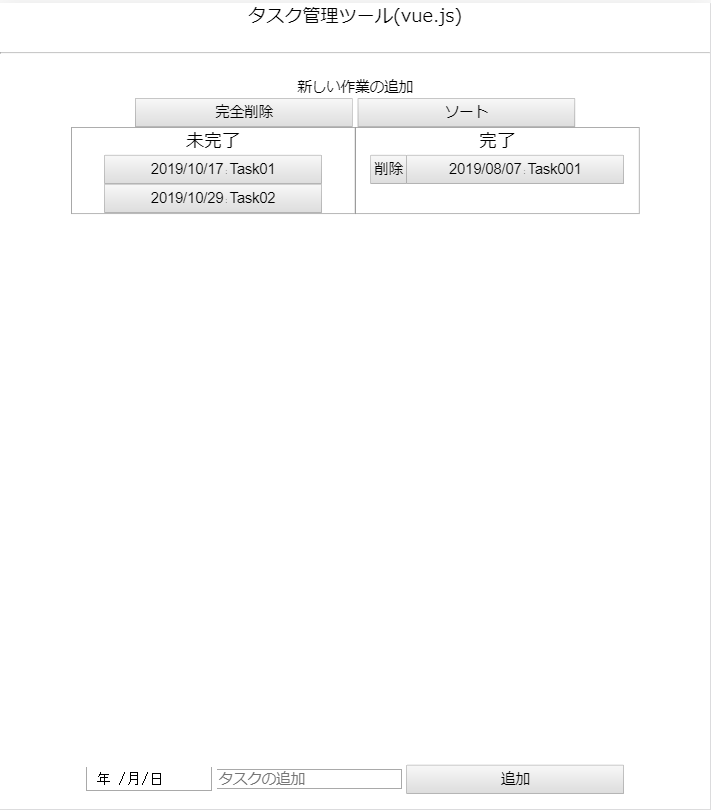 タスク管理ツール(vue.js)
新しい作業の追加
完全削除 ソート
未完了 完了
2019/10/17:Task01 削除 2019/08/07:Task001
2019/10/29:Task02
年 /月/日 タスクの追加 追加